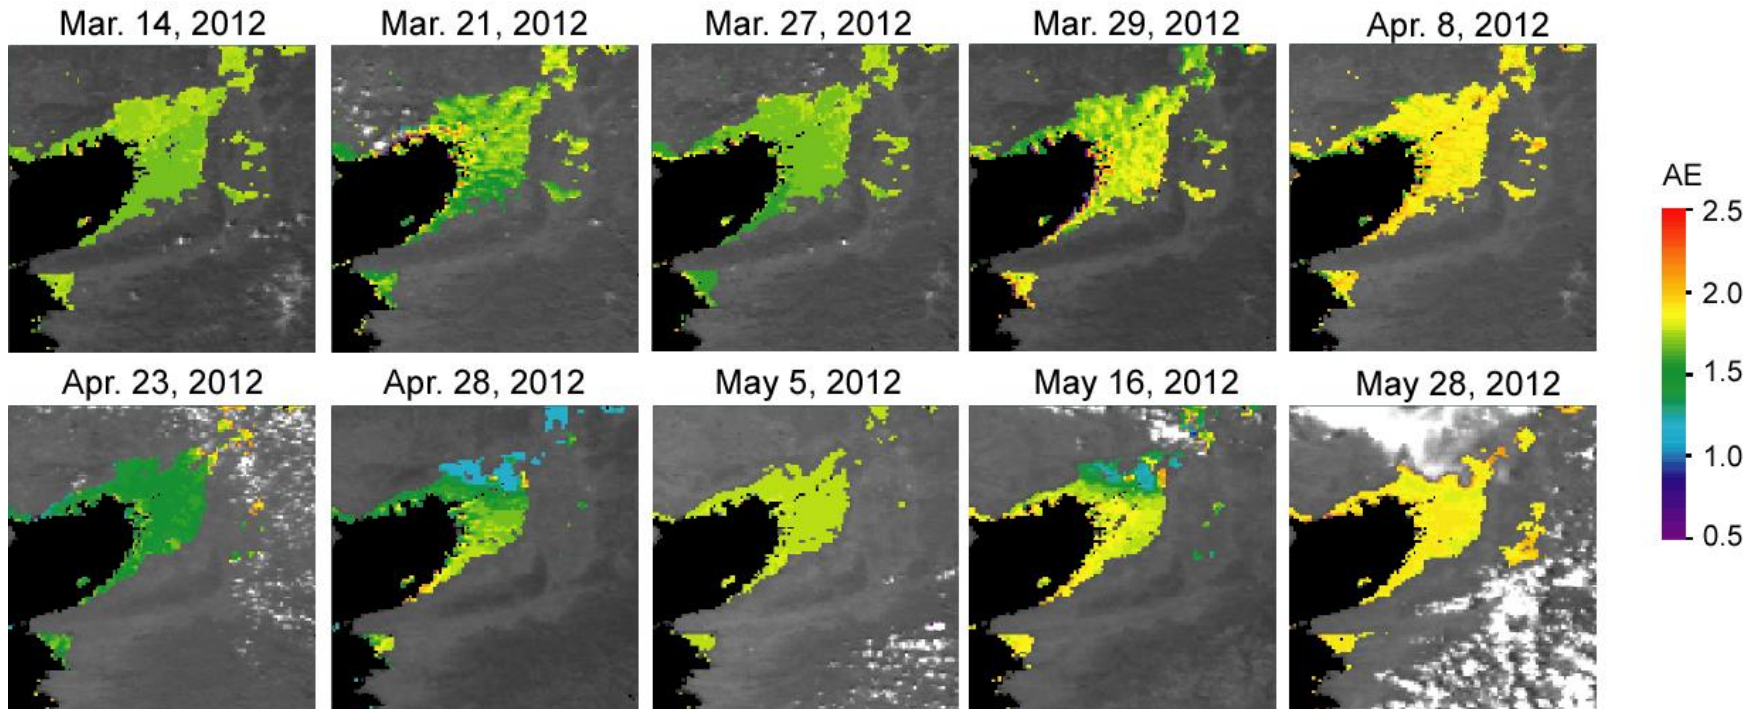 Mar. 14, 2012
Mar. 21, 2012
Mar. 27, 2012
Mar. 29, 2012
Apr. 8, 2012
AE
2.5
2.0
1.5
1.0
0.5
Apr. 23, 2012
Apr. 28, 2012
May 5, 2012
May 16, 2012
May 28, 2012